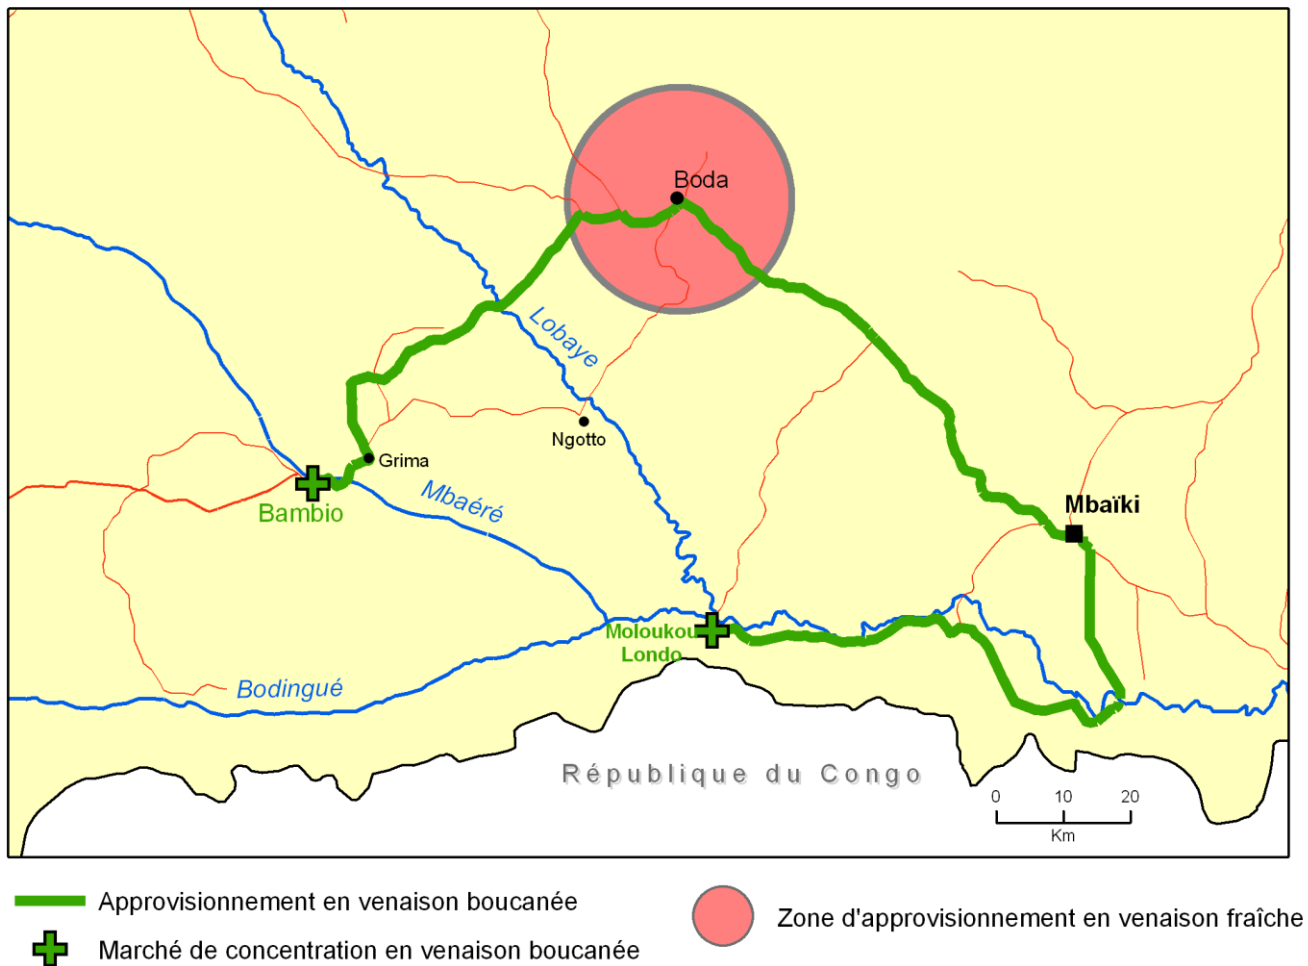 Boda
Lobaye
Ngotto
Grima
Bambio
Mbaéré
Mbaïki
Moloukou
Londo
Bodingué
République du Congo
0 10 20
Km
Approvisionnement en venaison boucanée
Zone d'approvisionnement en venaison fraîche
Marché de concentration en venaison boucanée